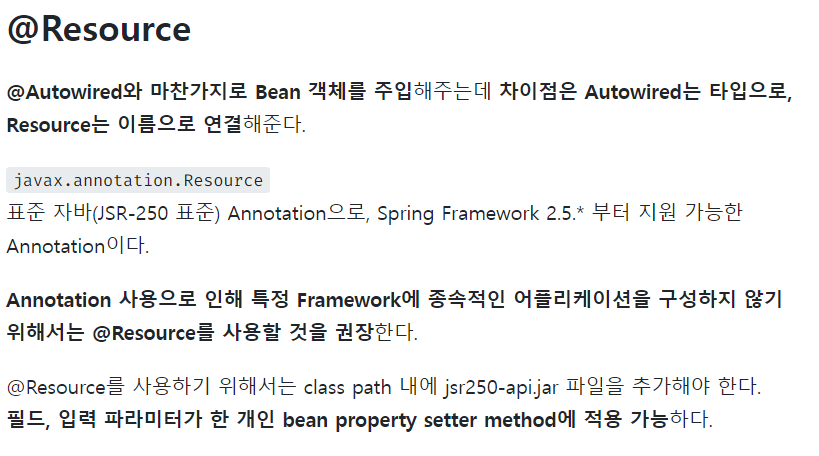 @Resource
@Autowired와 마찬가지로 Bean 객체를 주입해주는데 차이점은 Autowired는 타입으로,
Resource는 이름으로 연결해준다.
javax.annotation.Resource
표준 자바(JSR-250 표준) Annotation으로, Spring Framework 2.5.* 부터 지원 가능한
Annotation이다.
Annotation 사용으로 인해 특정 Framework에 종속적인 어플리케이션을 구성하지 않기
위해서는 @Resource를 사용할 것을 권장한다.
@Resource를 사용하기 위해서는 class path 내에 jsr250-api.jar 파일을 추가해야 한다.
필드, 입력 파라미터가 한 개인 bean property setter method에 적용 가능하다.